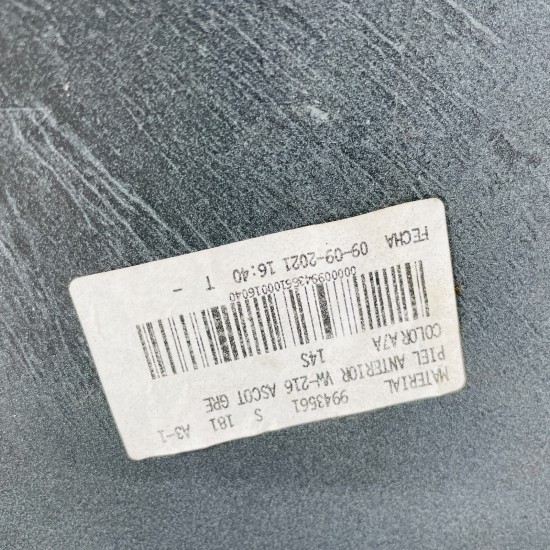 MATERIAL 9943561 S 181 A3-1
PIEL ANTERIOR VW-216 ASCOT GRE
COLOR A7A 14S
00000994356100016040
FECHA 09-09-2021 16:40 T -